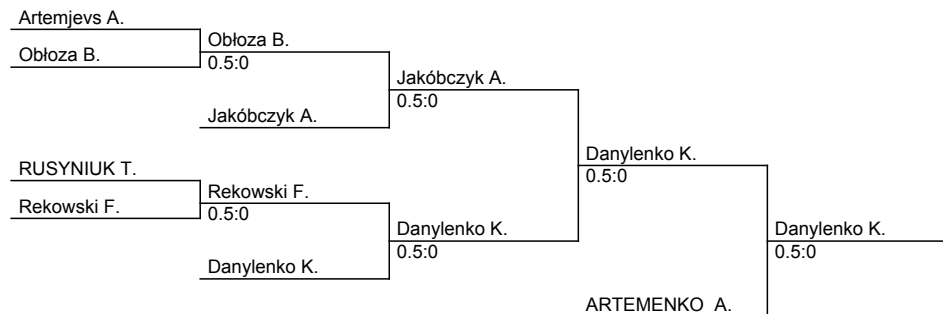 Artemjevs A.
Obłoza B.
Obłoza B.
0.5:0
Jakóbczyk A.
0.5:0
Jakóbczyk A.
Danylenko K.
0.5:0
RUSYNIUK T.
Rekowski F.
Rekowski F.
0.5:0
Danylenko K.
0.5:0
Danylenko K.
0.5:0
Danylenko K.
ARTEMENKO A.